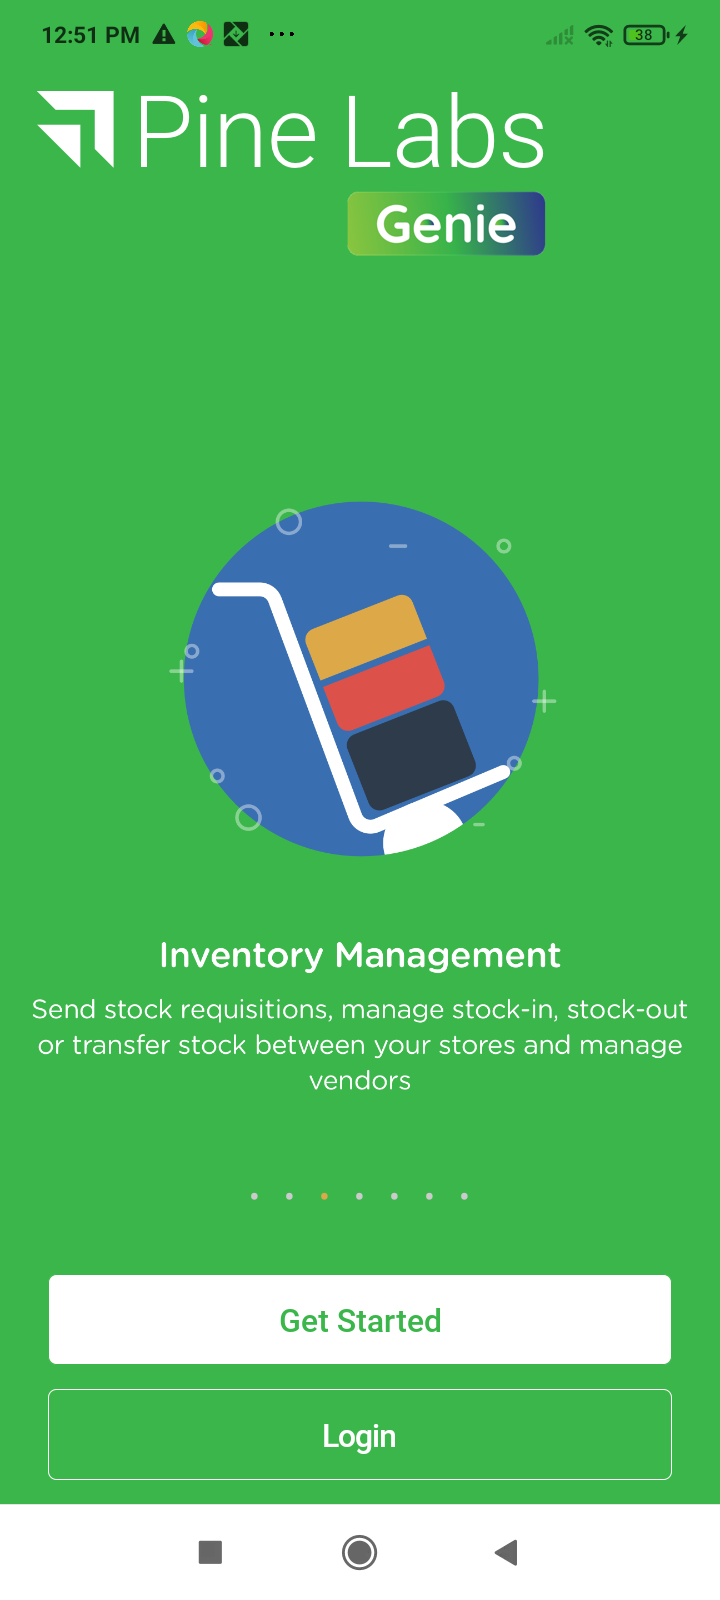 12:51 PM
38
Pine Labs
Genie
Inventory Management
Send stock requisitions, manage stock-in, stock-out
or transfer stock between your stores and manage
vendors
Get Started
Login